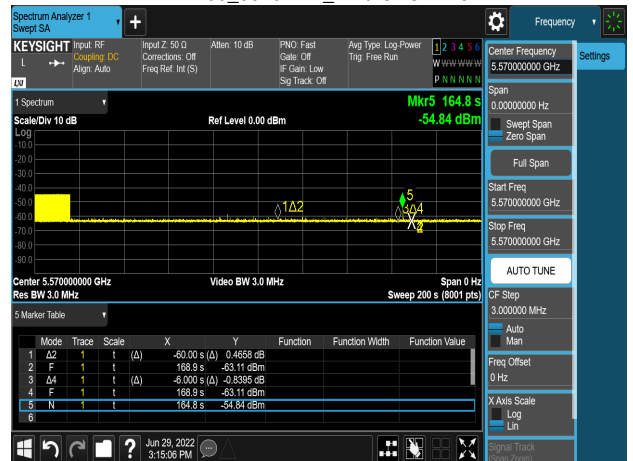 Spectrum Analyzer 1
Swept SA
Frequency
KEYSIGHT
Input: RF
Coupling: DC
Align: Auto
Input Z: 50 Ω
Corrections: Off
Freq Ref: Int (S)
Atten: 10 dB
PNO: Fast
Gate: Off
IF Gain: Low
Sig Track: Off
Avg Type: Log-Power
Trig: Free Run
1 2 3 4 5 6
W W W W W W
P N N N N N
L
LXI
Center Frequency
5.570000000 GHz
Settings
Span
0.00000000 Hz
Swept Span
Zero Span
Full Span
Start Freq
5.570000000 GHz
Stop Freq
5.570000000 GHz
AUTO TUNE
CF Step
3.000000 MHz
Auto
Man
Freq Offset
0 Hz
X Axis Scale
Log
Lin
Signal Track
(Span Zoom)
1 Spectrum
Mkr5 164.8 s
Scale/Div 10 dB
Ref Level 0.00 dBm
-54.84 dBm
Log
-10.0
-20.0
-30.0
-40.0
-50.0
-60.0
-70.0
-80.0
-90.0
1Δ2
5
3Δ4
2
Center 5.570000000 GHz
Video BW 3.0 MHz
Span 0 Hz
Res BW 3.0 MHz
Sweep 200 s (8001 pts)
5 Marker Table
Mode Trace Scale X Y Function Function Width Function Value
1 Δ2 1 t (Δ) -60.00 s (Δ) 0.4658 dB
2 F 1 t 168.9 s -63.11 dBm
3 Δ4 1 t (Δ) -6.000 s (Δ) -0.8395 dB
4 F 1 t 168.9 s -63.11 dBm
5 N 1 t 164.8 s -54.84 dBm
6
?
Jun 29, 2022
3:15:06 PM